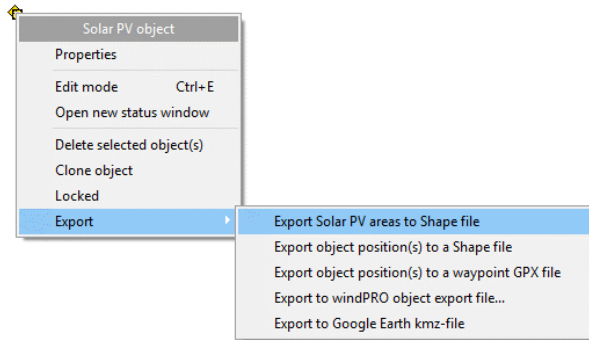 Solar PV object
Properties
Edit mode Ctrl+E
Open new status window
Delete selected object(s)
Clone object
Locked
Export
Export Solar PV areas to Shape file
Export object position(s) to a Shape file
Export object position(s) to a waypoint GPX file
Export to windPRO object export file...
Export to Google Earth kmz-file